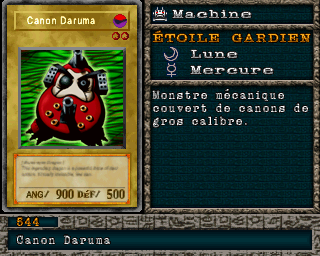 Canon Daruma
ANG/ 900 DÉF/ 500
Machine
ÉTOILE GARDIEN
Lune
Mercure
Monstre mécanique
couvert de canons de
gros calibre.
544
Canon Daruma